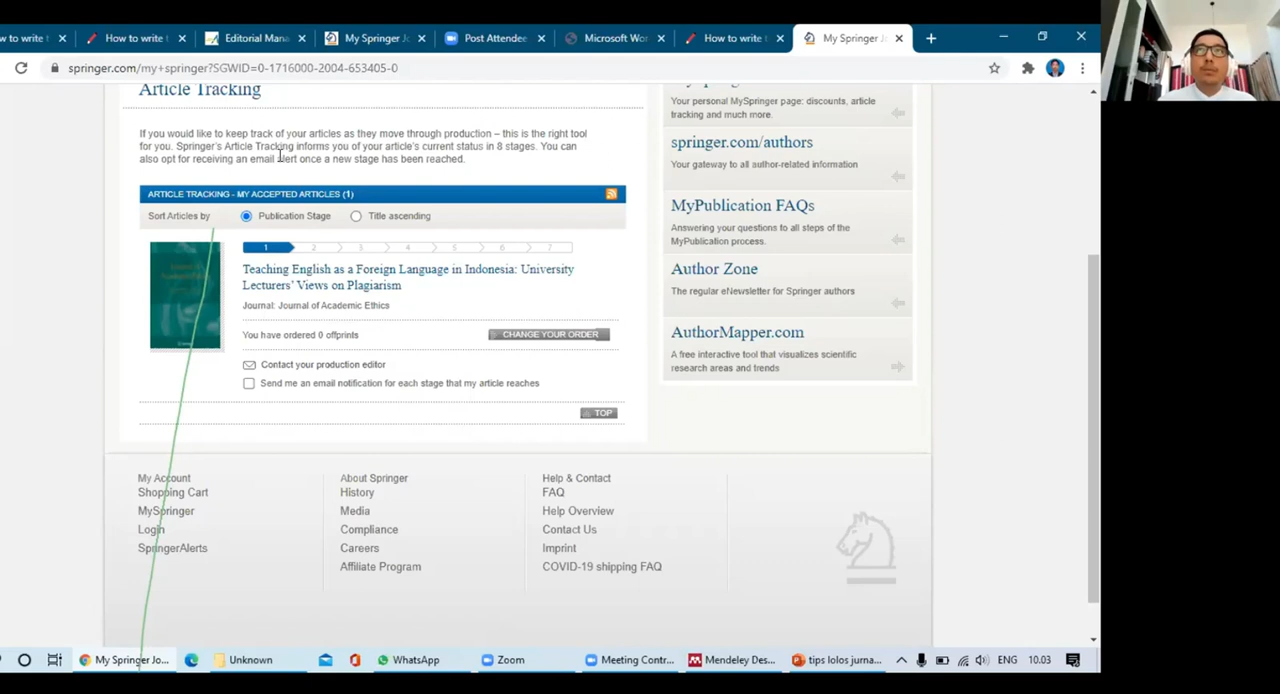 ow to write t
How to write t
Editorial Mana
My Springer Jo
Post Attendee
Microsoft Wor
How to write t
My Springer Jo
springer.com/my+springer?SGWID=0-1716000-2004-653405-0
Article Tracking
If you would like to keep track of your articles as they move through production – this is the right tool
for you. Springer's Article Tracking informs you of your article's current status in 8 stages. You can
also opt for receiving an email alert once a new stage has been reached.
ARTICLE TRACKING - MY ACCEPTED ARTICLES (1)
Sort Articles by Publication Stage Title ascending
1 2 3 4 5 6 7
Teaching English as a Foreign Language in Indonesia: University
Lecturers' Views on Plagiarism
Journal: Journal of Academic Ethics
You have ordered 0 offprints CHANGE YOUR ORDER
Contact your production editor
Send me an email notification for each stage that my article reaches
TOP
Your personal MySpringer page: discounts, article
tracking and much more.
springer.com/authors
Your gateway to all author-related information
MyPublication FAQs
Answering your questions to all steps of the
MyPublication process.
Author Zone
The regular eNewsletter for Springer authors
AuthorMapper.com
A free interactive tool that visualizes scientific
research areas and trends
My Account
Shopping Cart
MySpringer
Login
SpringerAlerts
About Springer
History
Media
Compliance
Careers
Affiliate Program
Help & Contact
FAQ
Help Overview
Contact Us
Imprint
COVID-19 shipping FAQ
My Springer Jo...
Unknown
WhatsApp
Zoom
Meeting Contr...
Mendeley Des...
tips lolos jurna...
ENG
10.03